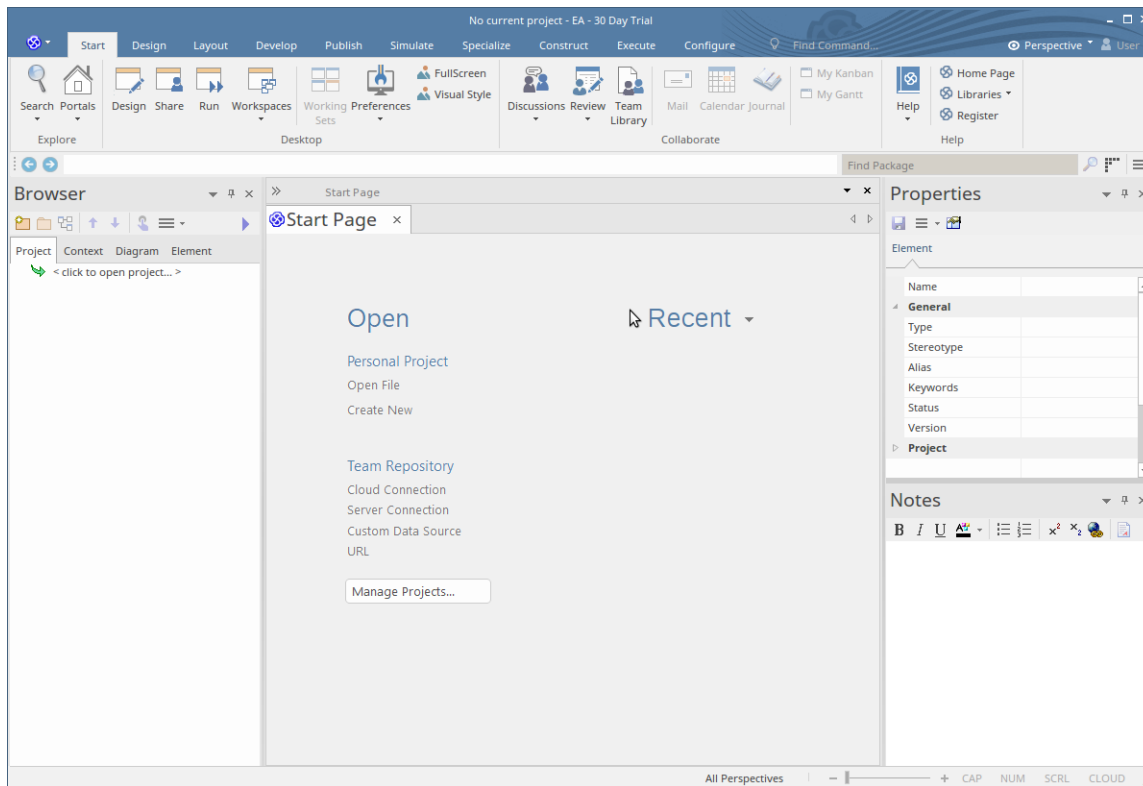 No current project - EA - 30 Day Trial
Start Design Layout Develop Publish Simulate Specialize Construct Execute Configure Find Command... Perspective User
Search Portals Design Share Run Workspaces Working Sets Preferences FullScreen Visual Style Discussions Review Team Library Mail Calendar Journal My Kanban My Gantt Help Home Page Libraries Register
Explore Desktop Collaborate Help
Find Package
Browser
Project Context Diagram Element
< click to open project... >
Start Page
Start Page
Open
Personal Project
Open File
Create New
Team Repository
Cloud Connection
Server Connection
Custom Data Source
URL
Manage Projects...
Recent
Properties
Element
Name
General
Type
Stereotype
Alias
Keywords
Status
Version
Project
Notes
B I U x² x₂
All Perspectives CAP NUM SCRL CLOUD